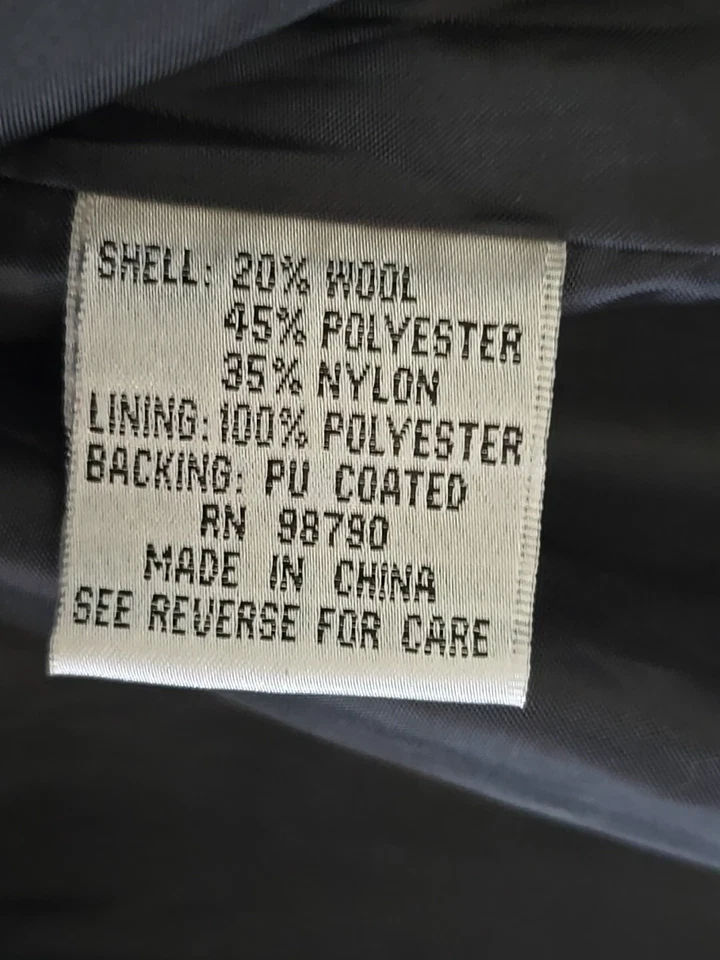 SHELL: 20% WOOL
45% POLYESTER
35% NYLON
LINING: 100% POLYESTER
BACKING: PU COATED
RN 98790
MADE IN CHINA
SEE REVERSE FOR CARE